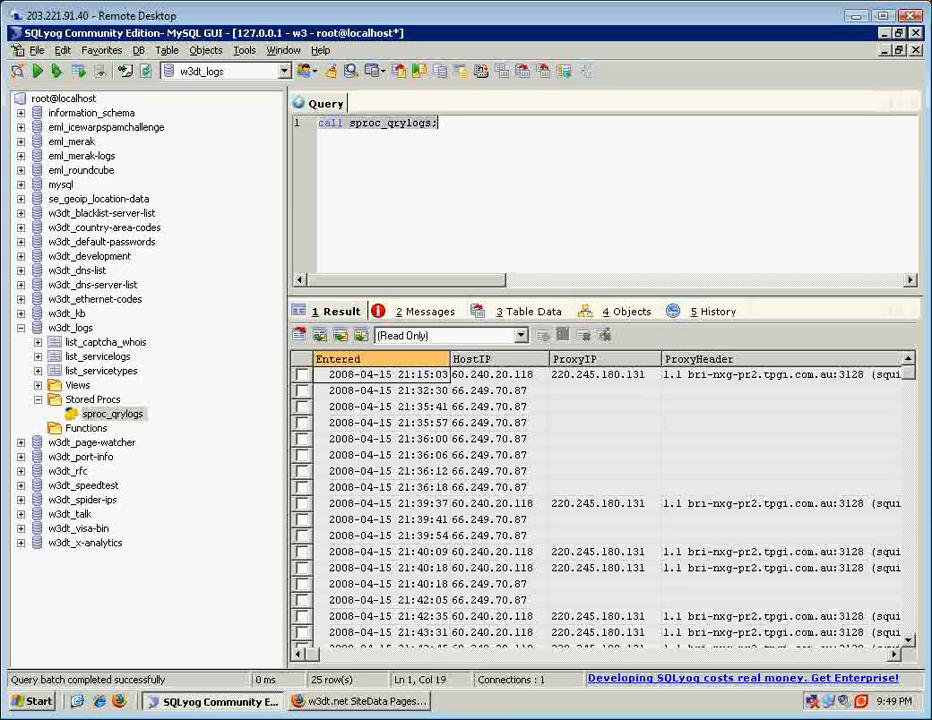 203.221.91.40 - Remote Desktop
SQLyog Community Edition- MySQL GUI - [127.0.0.1 - w3 - root@localhost*]
File Edit Favorites DB Table Objects Tools Window Help
w3dt_logs
root@localhost
information_schema
eml_icewarpspamchallenge
eml_merak
eml_merak-logs
eml_roundcube
mysql
se_geoip_location-data
w3dt_blacklist-server-list
w3dt_country-area-codes
w3dt_default-passwords
w3dt_development
w3dt_dns-list
w3dt_dns-server-list
w3dt_ethernet-codes
w3dt_kb
w3dt_logs
list_captcha_whois
list_servicelogs
list_servicetypes
Views
Stored Procs
sproc_qrylogs
Functions
w3dt_page-watcher
w3dt_port-info
w3dt_rfc
w3dt_speedtest
w3dt_spider-ips
w3dt_talk
w3dt_visa-bin
w3dt_x-analytics
Query
1 call sproc_qrylogs;
1 Result 2 Messages 3 Table Data 4 Objects 5 History
(Read Only)
Entered HostIP ProxyIP ProxyHeader
2008-04-15 21:15:03 60.240.20.118 220.245.180.131 1.1 bri-nxg-pr2.tpgi.com.au:3128 (squi
2008-04-15 21:32:30 66.249.70.87
2008-04-15 21:35:41 66.249.70.87
2008-04-15 21:35:57 66.249.70.87
2008-04-15 21:36:00 66.249.70.87
2008-04-15 21:36:06 66.249.70.87
2008-04-15 21:36:12 66.249.70.87
2008-04-15 21:36:18 66.249.70.87
2008-04-15 21:39:37 60.240.20.118 220.245.180.131 1.1 bri-nxg-pr2.tpgi.com.au:3128 (squi
2008-04-15 21:39:41 66.249.70.87
2008-04-15 21:39:54 66.249.70.87
2008-04-15 21:40:09 60.240.20.118 220.245.180.131 1.1 bri-nxg-pr2.tpgi.com.au:3128 (squi
2008-04-15 21:40:18 60.240.20.118 220.245.180.131 1.1 bri-nxg-pr2.tpgi.com.au:3128 (squi
2008-04-15 21:40:18 66.249.70.87
2008-04-15 21:42:05 66.249.70.87
2008-04-15 21:42:35 60.240.20.118 220.245.180.131 1.1 bri-nxg-pr2.tpgi.com.au:3128 (squi
2008-04-15 21:43:31 60.240.20.118 220.245.180.131 1.1 bri-nxg-pr2.tpgi.com.au:3128 (squi
Query batch completed successfully 0 ms 25 row(s) Ln 1, Col 19 Connections : 1 Developing SQLyog costs real money. Get Enterprise!
Start SQLyog Community E... w3dt.net SiteData Pages... 9:49 PM